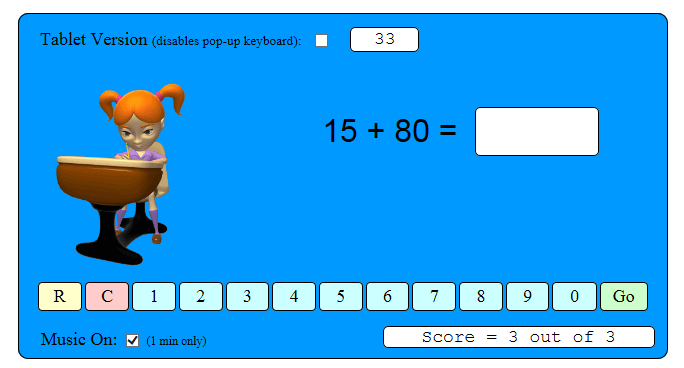 Tablet Version (disables pop-up keyboard): 33
15 + 80 =
R C 1 2 3 4 5 6 7 8 9 0 Go
Music On: (1 min only) Score = 3 out of 3